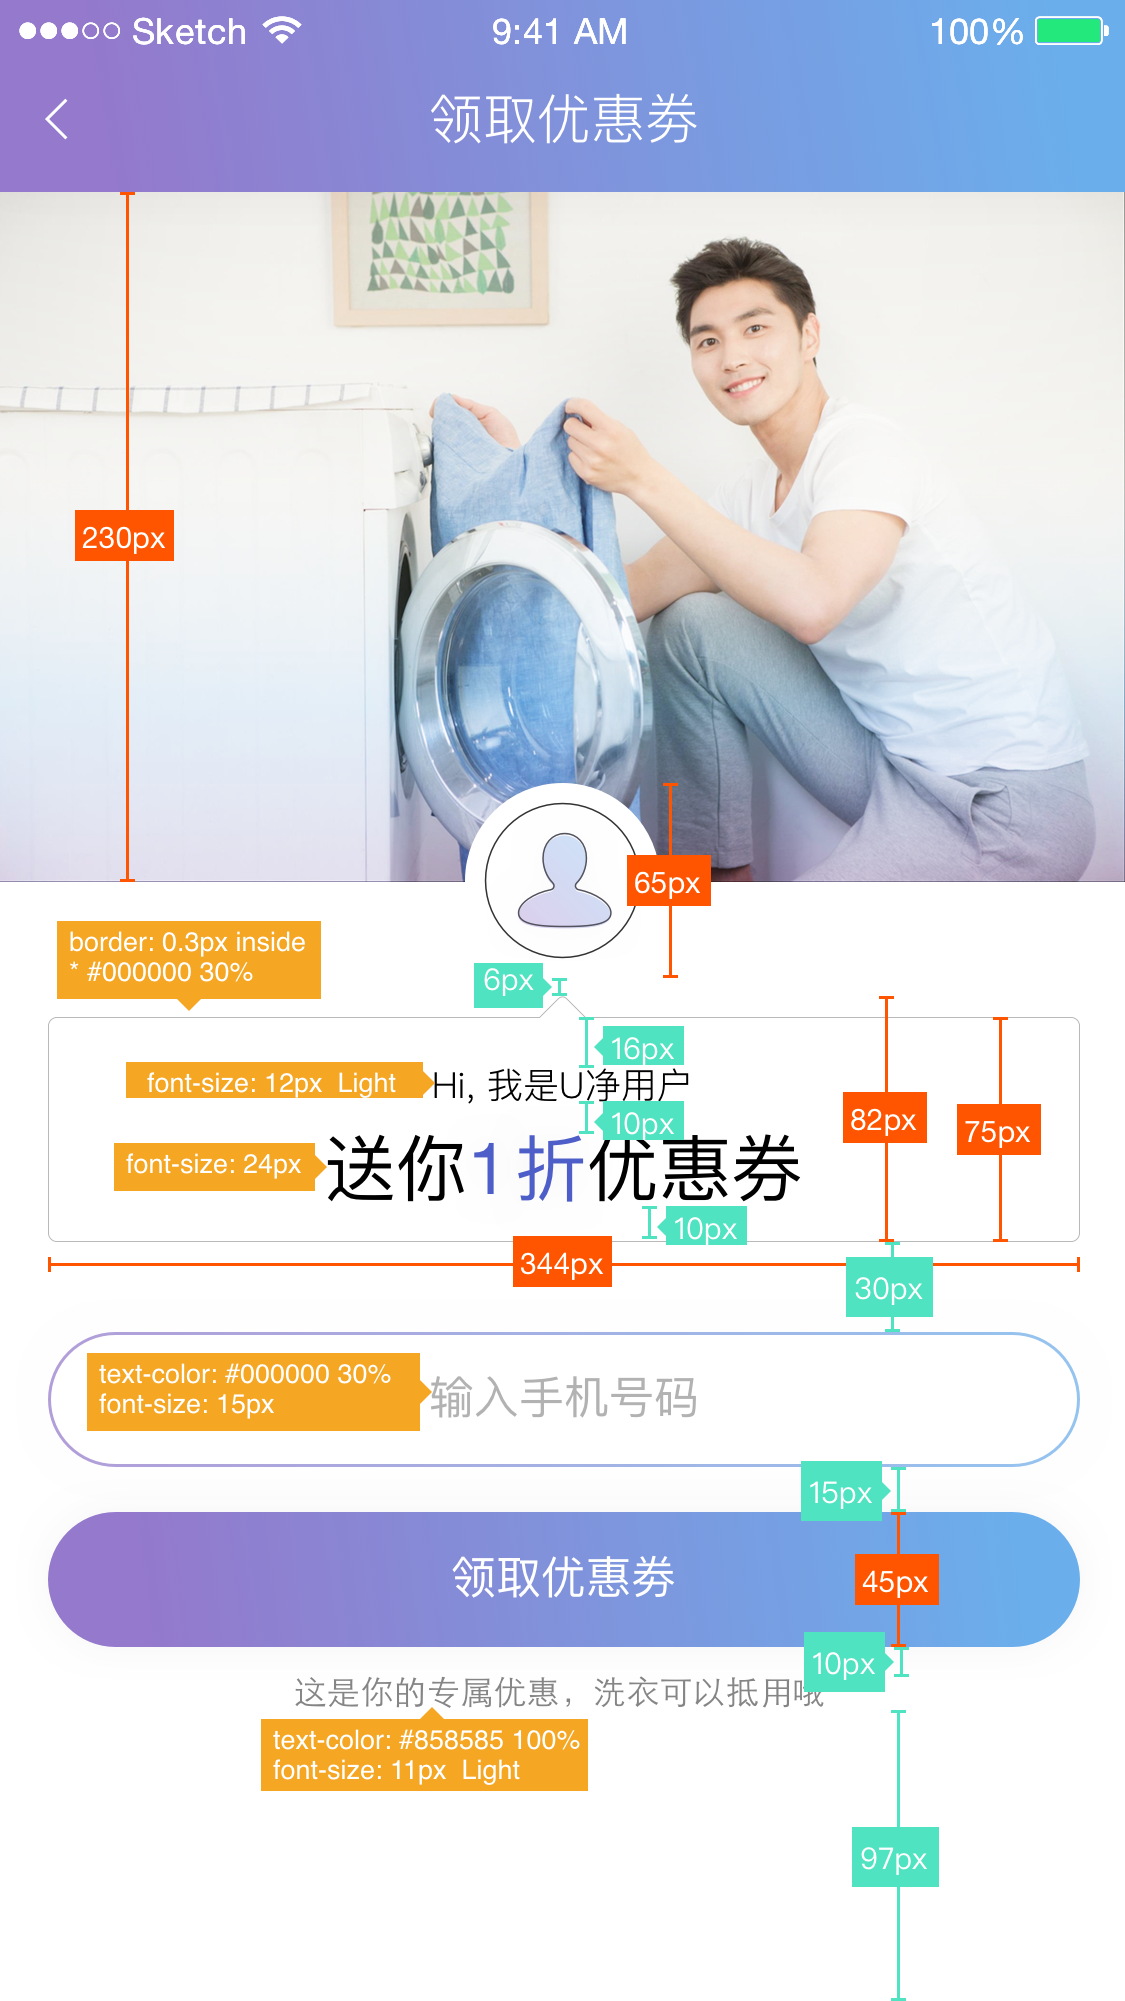 Sketch 9:41 AM 100%
领取优惠券
230px
65px
border: 0.3px inside
* #000000 30%
6px
16px
font-size: 12px Light
Hi, 我是U净用户
10px
82px
75px
font-size: 24px
送你1折优惠券
10px
344px
30px
text-color: #000000 30%
font-size: 15px
输入手机号码
15px
领取优惠券
45px
10px
这是你的专属优惠，洗衣可以抵用哦
text-color: #858585 100%
font-size: 11px Light
97px